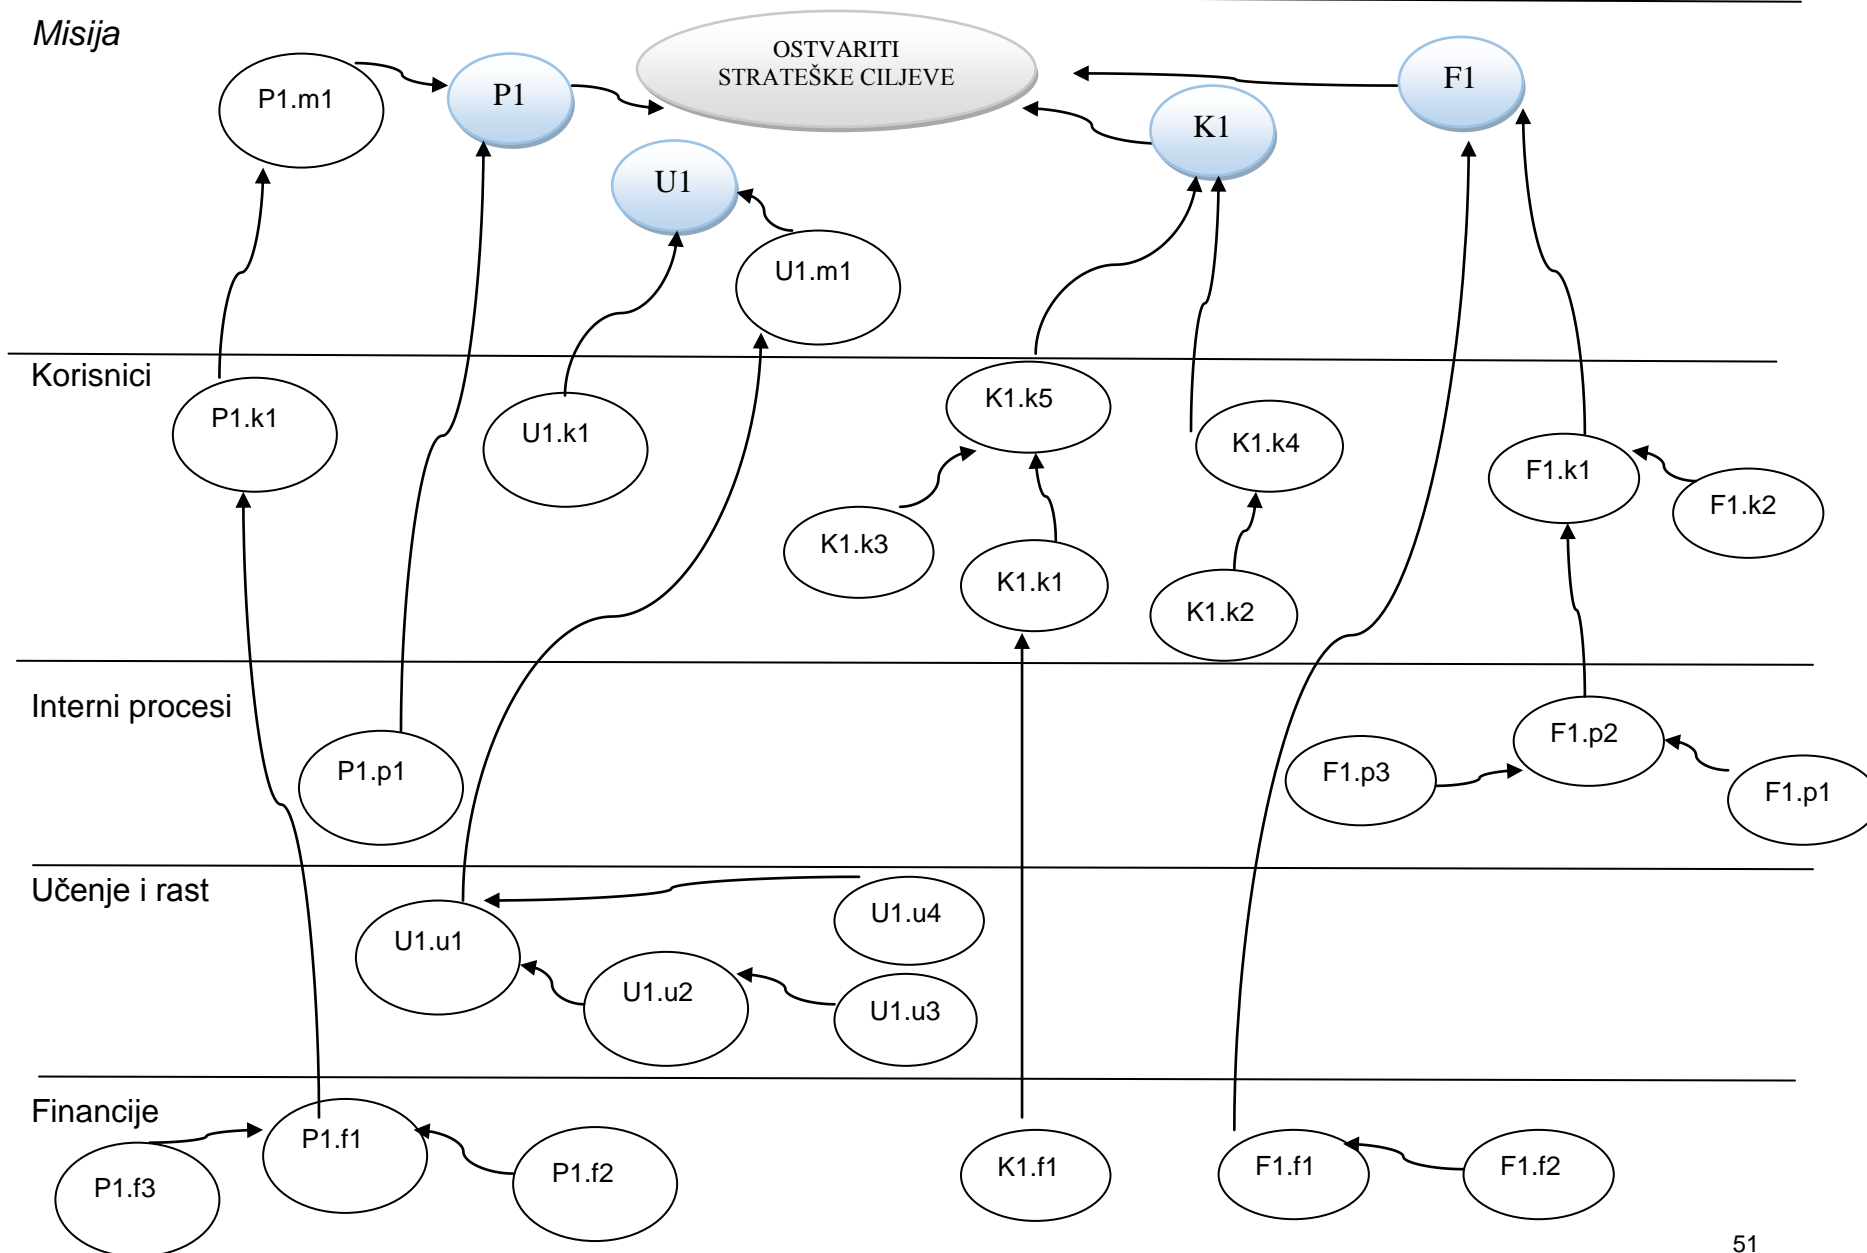 Misija
OSTVARITI
STRATEŠKE CILJEVE
P1.m1
P1
F1
K1
U1
U1.m1
Korisnici
P1.k1
U1.k1
K1.k5
K1.k4
F1.k1
F1.k2
K1.k3
K1.k1
K1.k2
Interni procesi
P1.p1
F1.p2
F1.p3
F1.p1
Učenje i rast
U1.u4
U1.u1
U1.u2
U1.u3
Financije
P1.f1
P1.f3
P1.f2
K1.f1
F1.f1
F1.f2
51